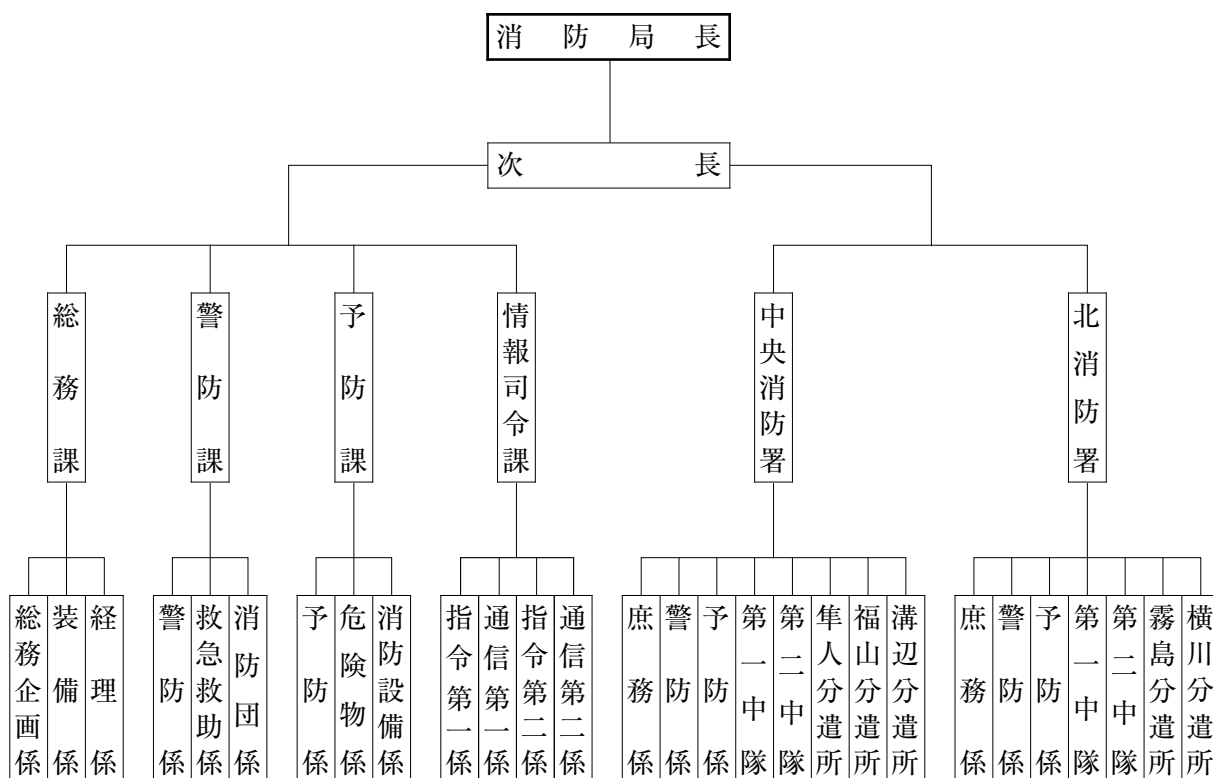 消防局長
次長
総務課
警防課
予防課
情報司令課
中央消防署
北消防署
総務企画係
装備係
経理係
警防係
救急救助係
消防団係
予防係
危険物係
消防設備係
指令第一係
通信第一係
指令第二係
通信第二係
庶務係
警防係
予防係
第一中隊
第二中隊
隼人分遣所
福山分遣所
溝辺分遣所
庶務係
警防係
予防係
第一中隊
第二中隊
霧島分遣所
横川分遣所